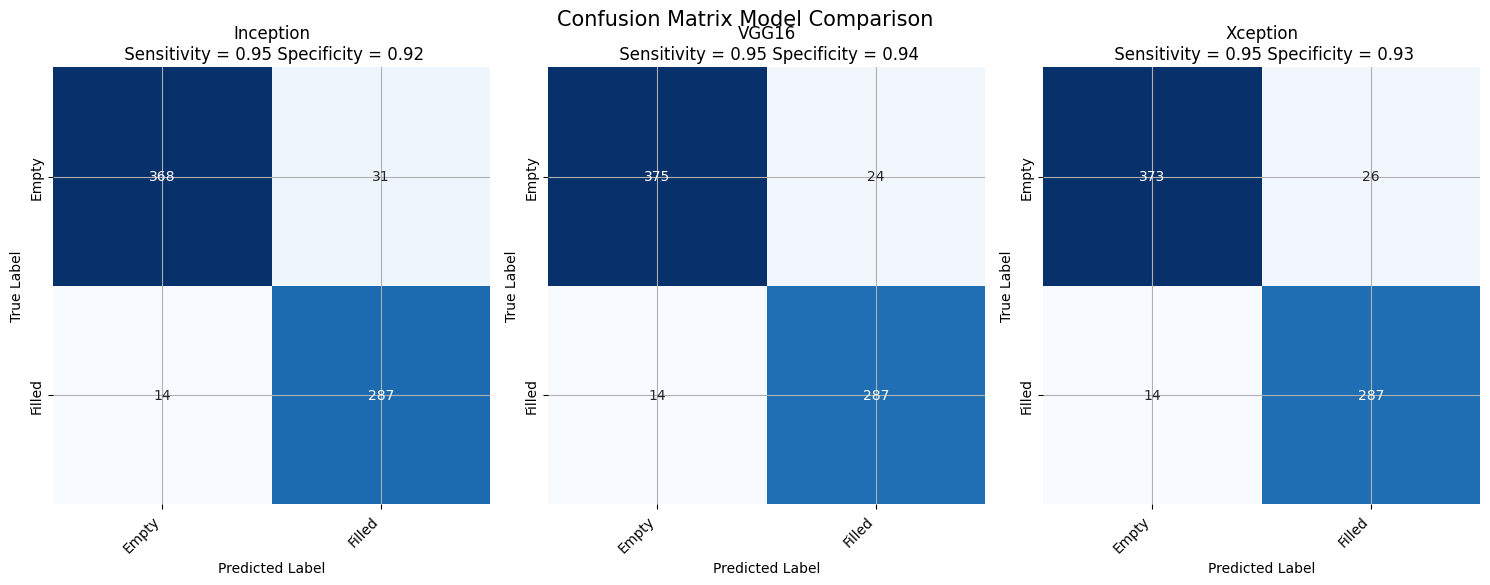 Confusion Matrix Model Comparison
Inception
Sensitivity = 0.95 Specificity = 0.92
True Label
Empty
Filled
368
31
14
287
Empty
Filled
Predicted Label
VGG16
Sensitivity = 0.95 Specificity = 0.94
True Label
Empty
Filled
375
24
14
287
Empty
Filled
Predicted Label
Xception
Sensitivity = 0.95 Specificity = 0.93
True Label
Empty
Filled
373
26
14
287
Empty
Filled
Predicted Label